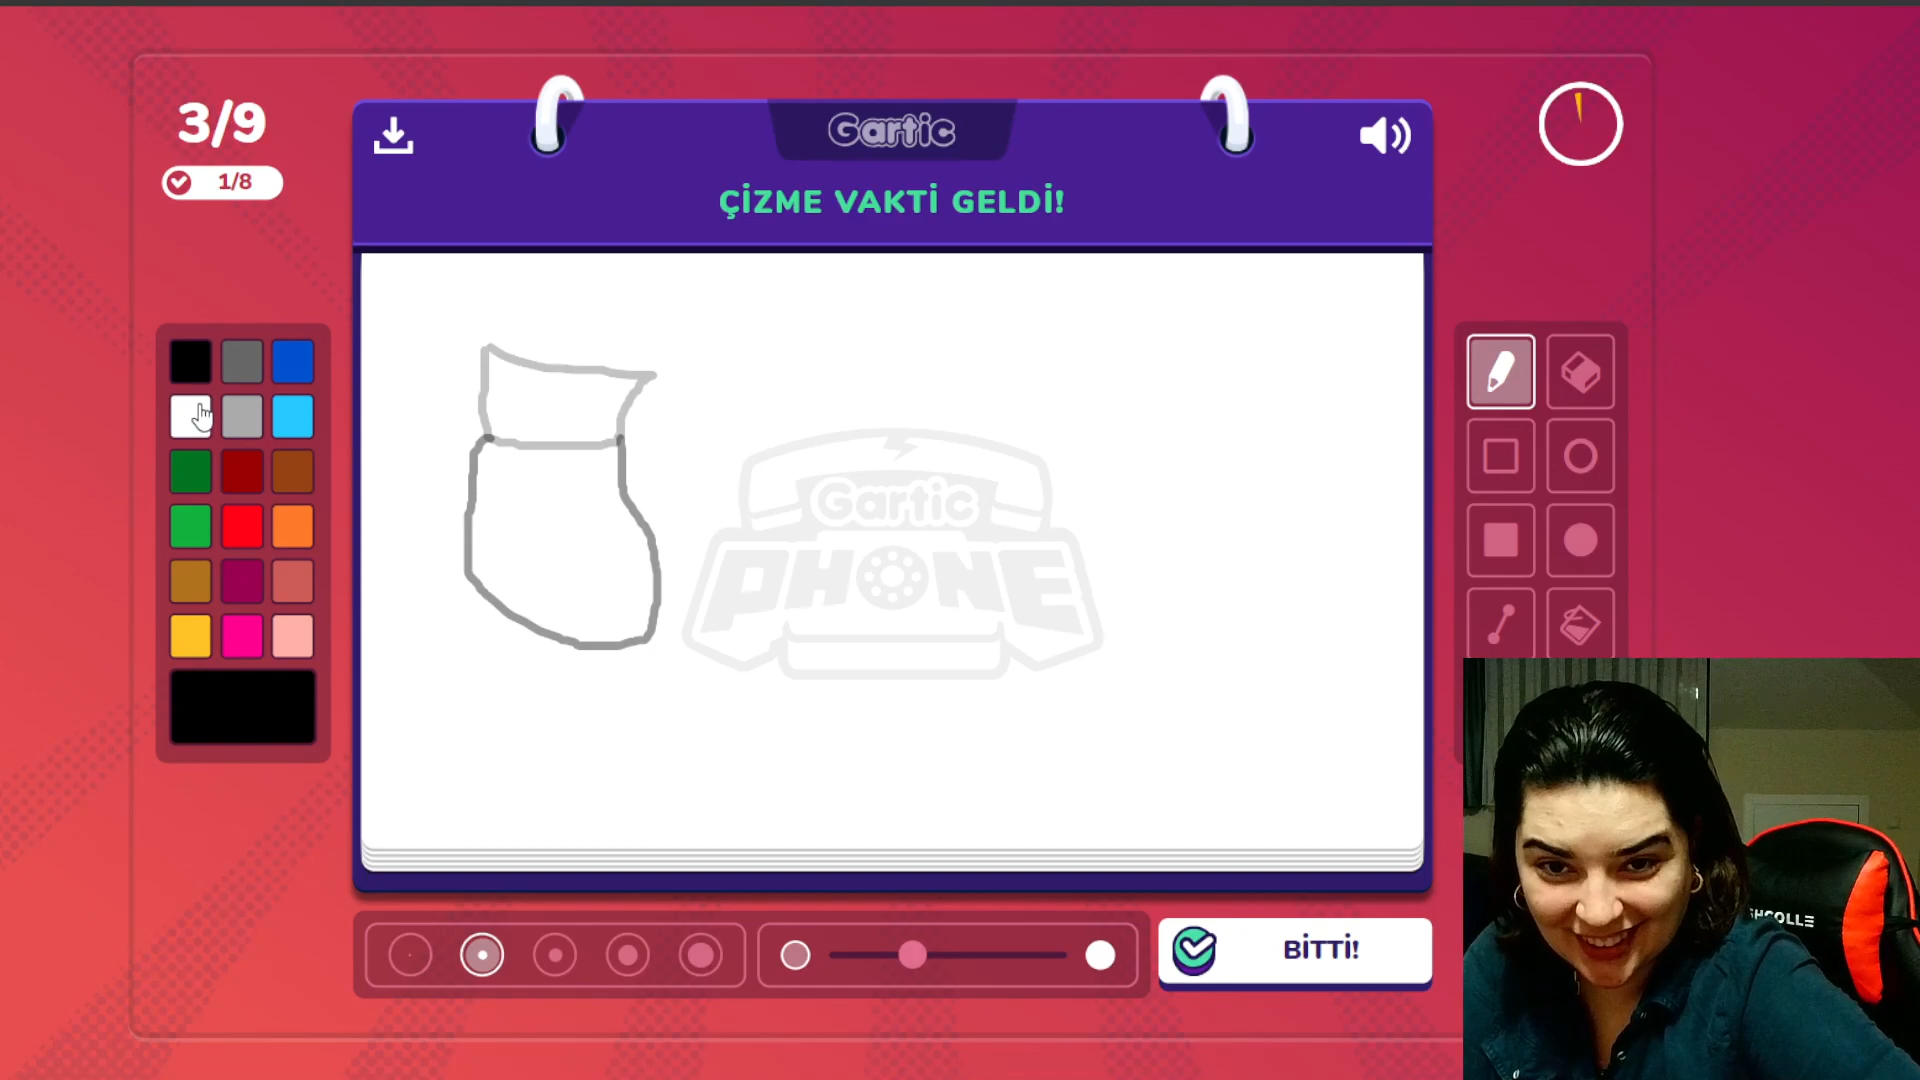 3/9
1/8
Gartic
ÇİZME VAKTİ GELDİ!
Gartic
PHONE
BİTTİ!